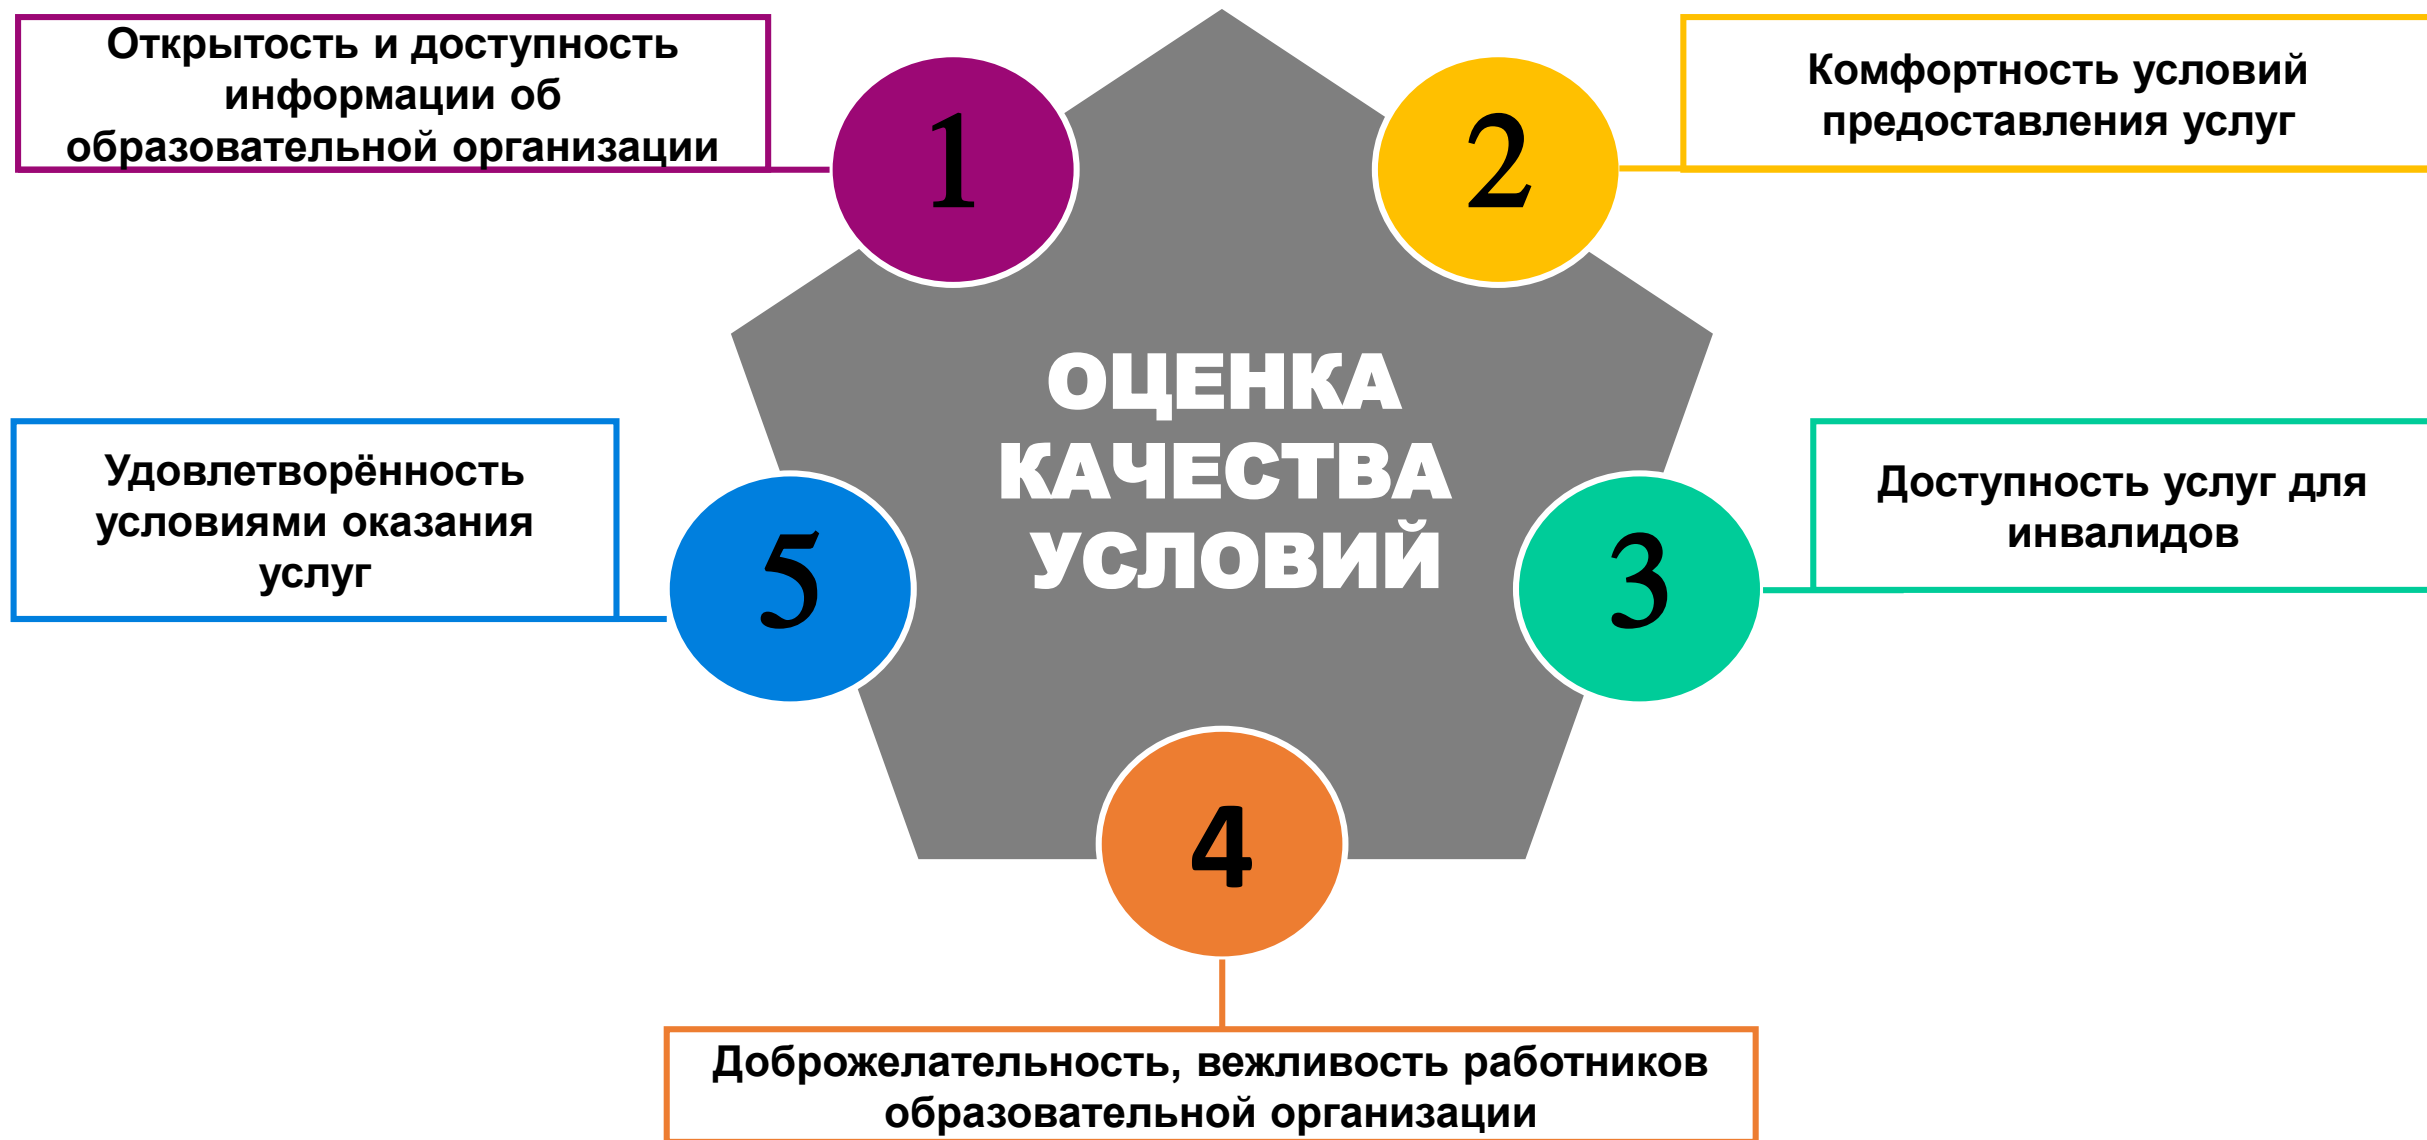 Открытость и доступность
информации об
образовательной организации
1
2
Комфортность условий
предоставления услуг
ОЦЕНКА
КАЧЕСТВА
УСЛОВИЙ
Удовлетворённость
условиями оказания
услуг
5
3
Доступность услуг для
инвалидов
4
Доброжелательность, вежливость работников
образовательной организации